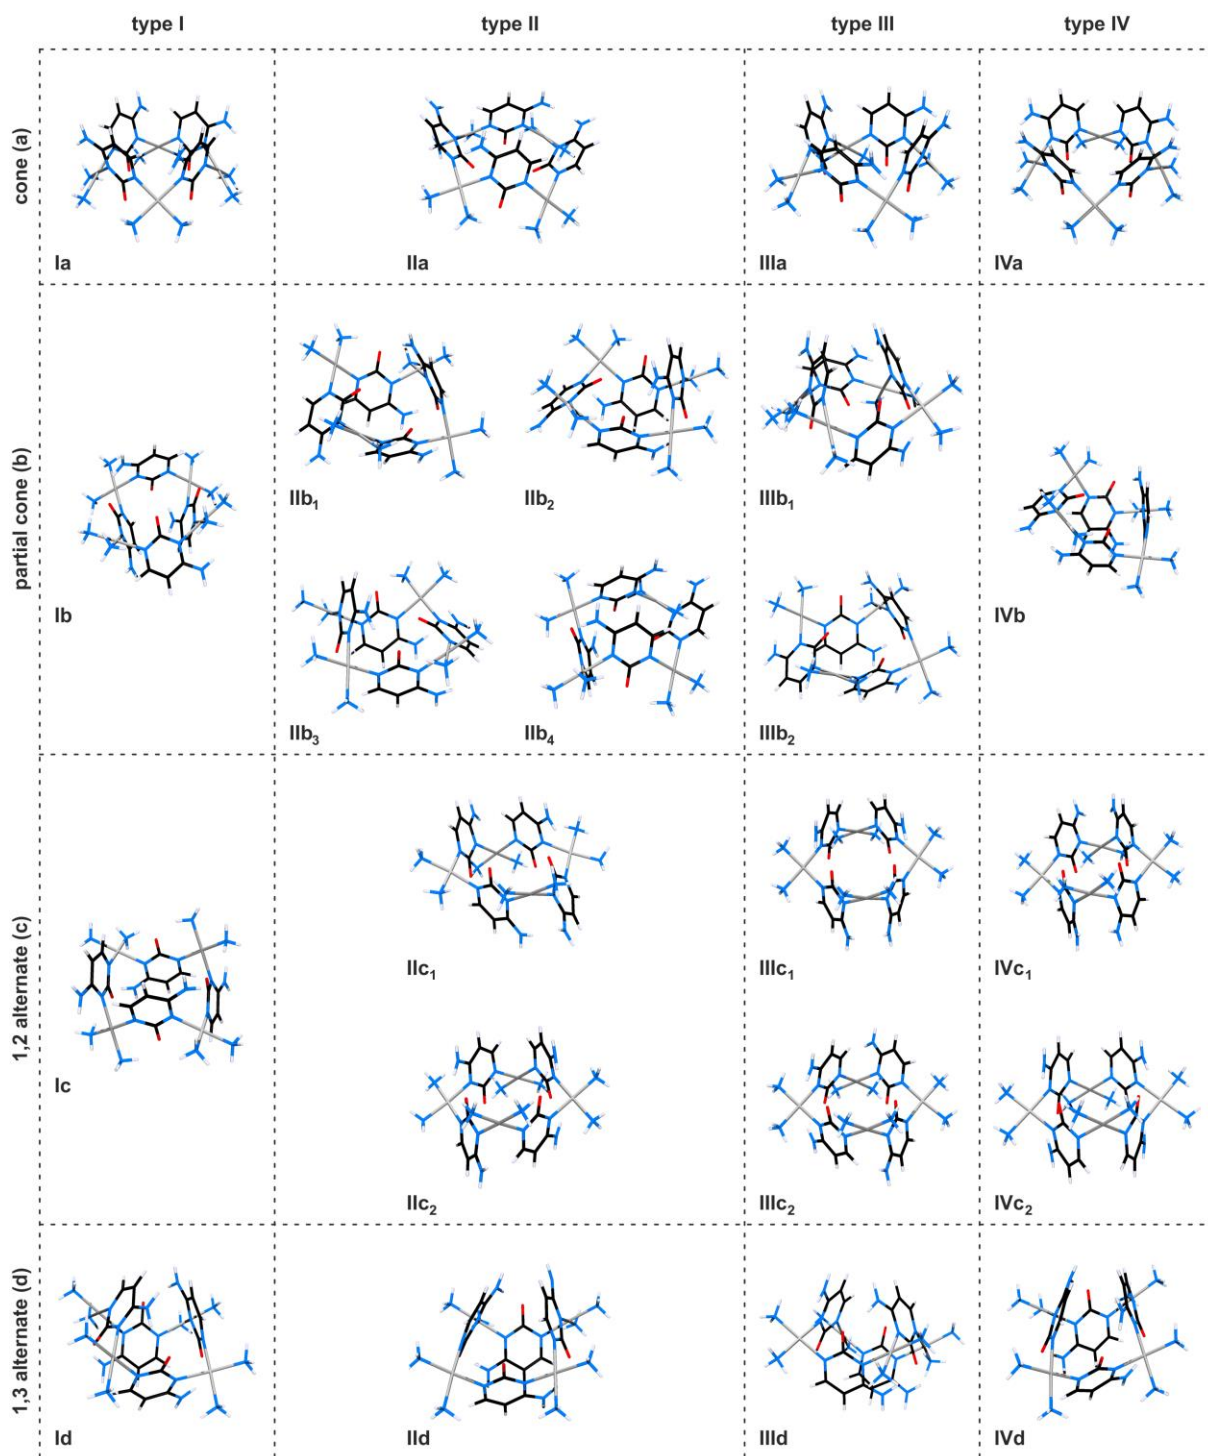 type I type II type III type IV
cone (a)
Ia IIa IIIa IVa
partial cone (b)
IIb₁ IIb₂ IIIb₁
Ib IVb
IIb₃ IIb₄ IIIb₂
1,2 alternate (c)
IIc₁ IIIc₁ IVc₁
Ic
IIc₂ IIIc₂ IVc₂
1,3 alternate (d)
Id IId IIId IVd